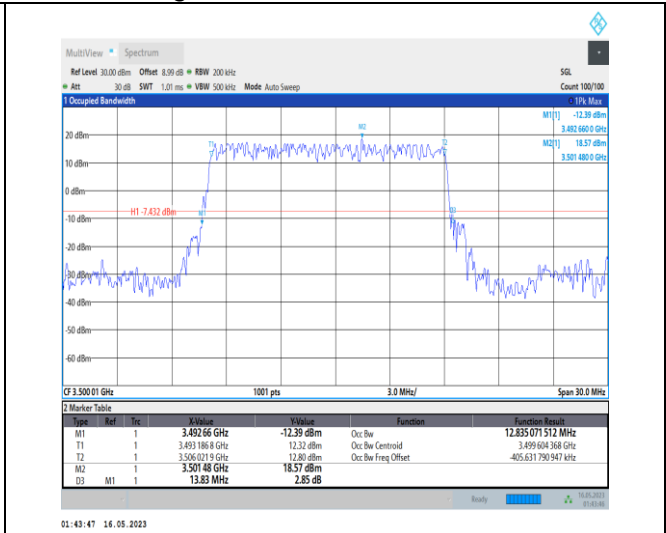 MultiView Spectrum
Ref Level 30.00 dBm Offset 8.99 dB RBW 200 kHz SGL
Att 30 dB SWT 1.01 ms VBW 500 kHz Mode Auto Sweep Count 100/100
1 Occupied Bandwidth 1Pk Max
M1[1] -12.39 dBm
3.492 660 0 GHz
M2[1] 18.57 dBm
3.501 480 0 GHz
M2
20 dBm
T1
T2
10 dBm
0 dBm
H1 -7.432 dBm
M1
D3
-10 dBm
-20 dBm
-30 dBm
-40 dBm
-50 dBm
-60 dBm
CF 3.500 01 GHz 1001 pts 3.0 MHz/ Span 30.0 MHz
2 Marker Table
Type Ref Trc X-Value Y-Value Function Function Result
M1 1 3.492 66 GHz -12.39 dBm Occ Bw 12.835 071 512 MHz
T1 1 3.493 186 8 GHz 12.32 dBm Occ Bw Centroid 3.499 604 368 GHz
T2 1 3.506 021 9 GHz 12.80 dBm Occ Bw Freq Offset -405.631 790 947 kHz
M2 1 3.501 48 GHz 18.57 dBm
D3 M1 1 13.83 MHz 2.85 dB
Ready 16.05.2023
01:43:48
01:43:47 16.05.2023